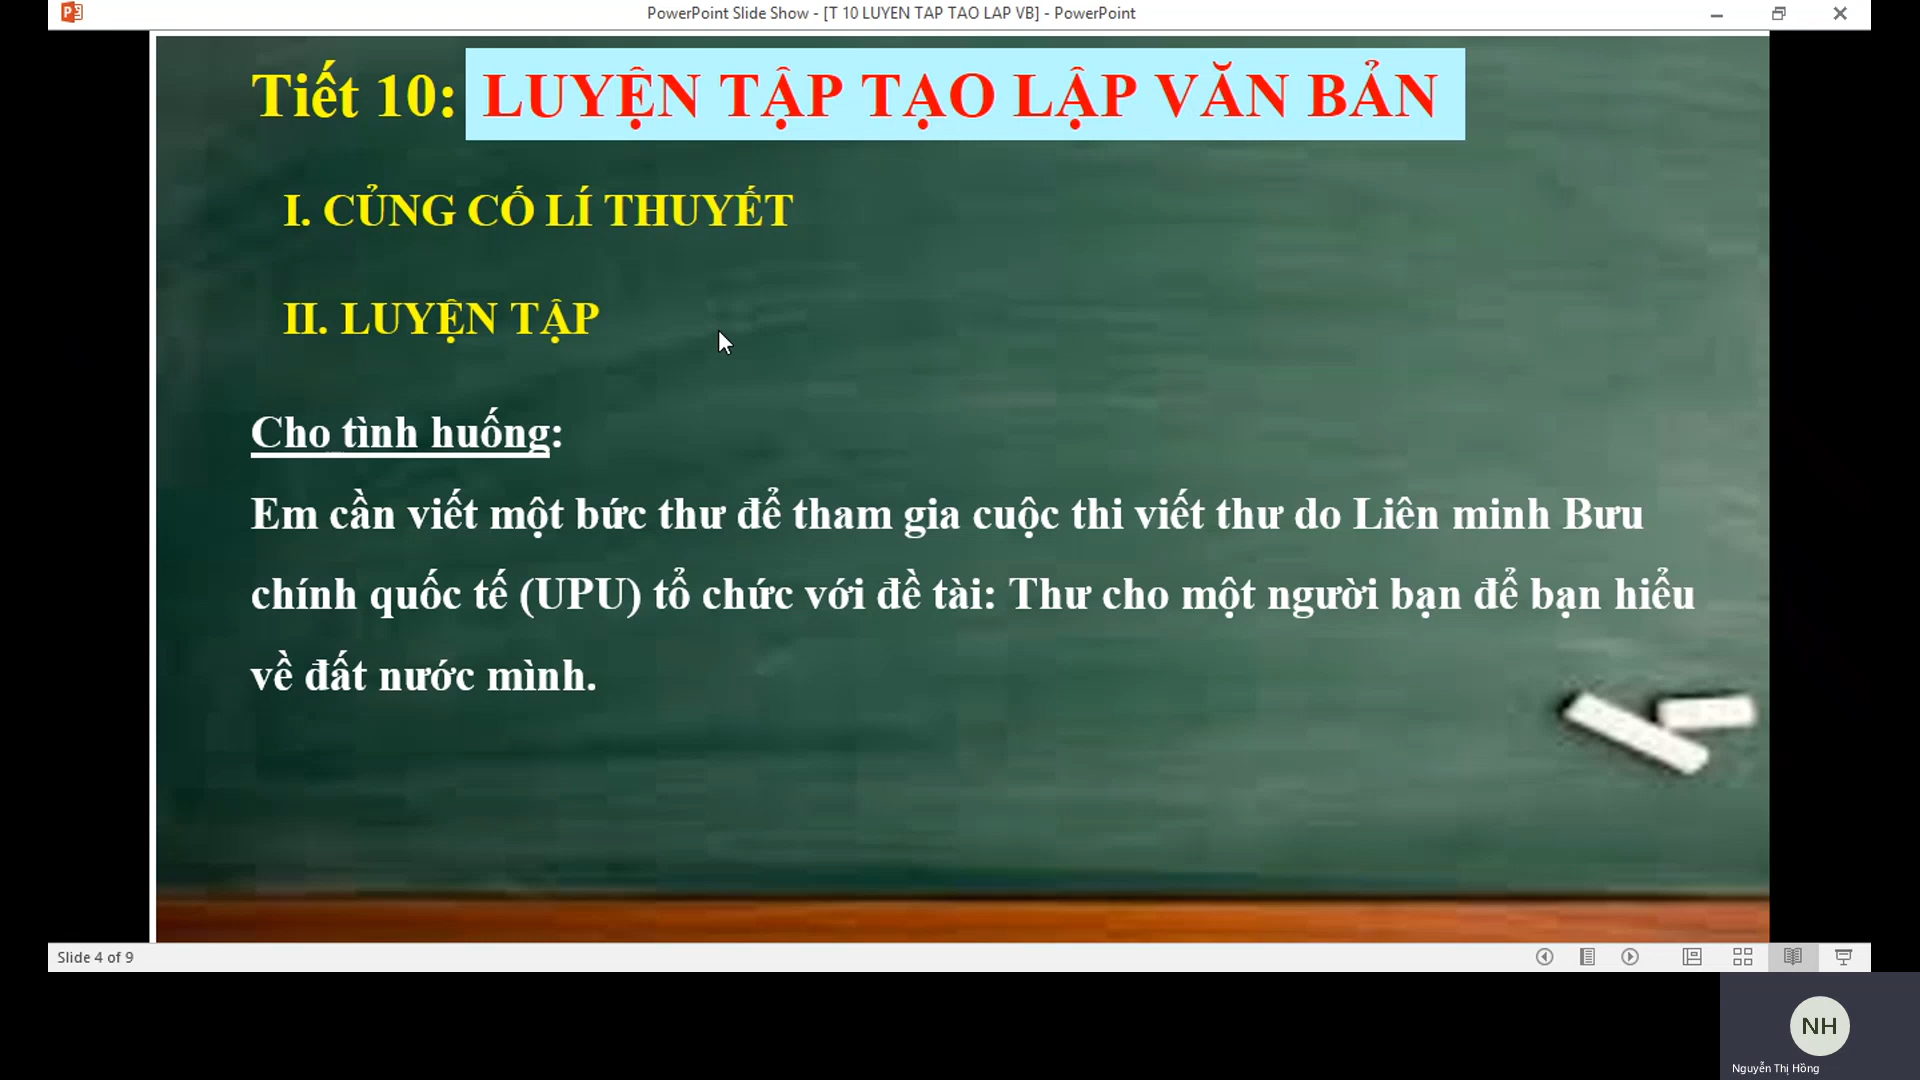 PowerPoint Slide Show - [T 10 LUYEN TAP TAO LAP VB] - PowerPoint
Tiết 10: LUYỆN TẬP TẠO LẬP VĂN BẢN
I. CỦNG CỐ LÍ THUYẾT
II. LUYỆN TẬP
Cho tình huống:
Em cần viết một bức thư để tham gia cuộc thi viết thư do Liên minh Bưu
chính quốc tế (UPU) tổ chức với đề tài: Thư cho một người bạn để bạn hiểu
về đất nước mình.
Slide 4 of 9
NH
Nguyễn Thị Hồng